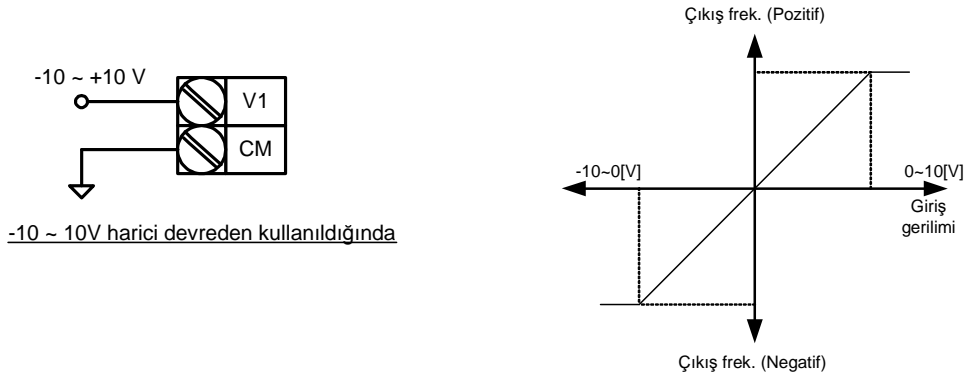 -10 ~ +10 V
V1
CM
-10 ~ 10V harici devreden kullanıldığında
Çıkış frek. (Pozitif)
-10~0[V]
0~10[V]
Giriş
gerilimi
Çıkış frek. (Negatif)